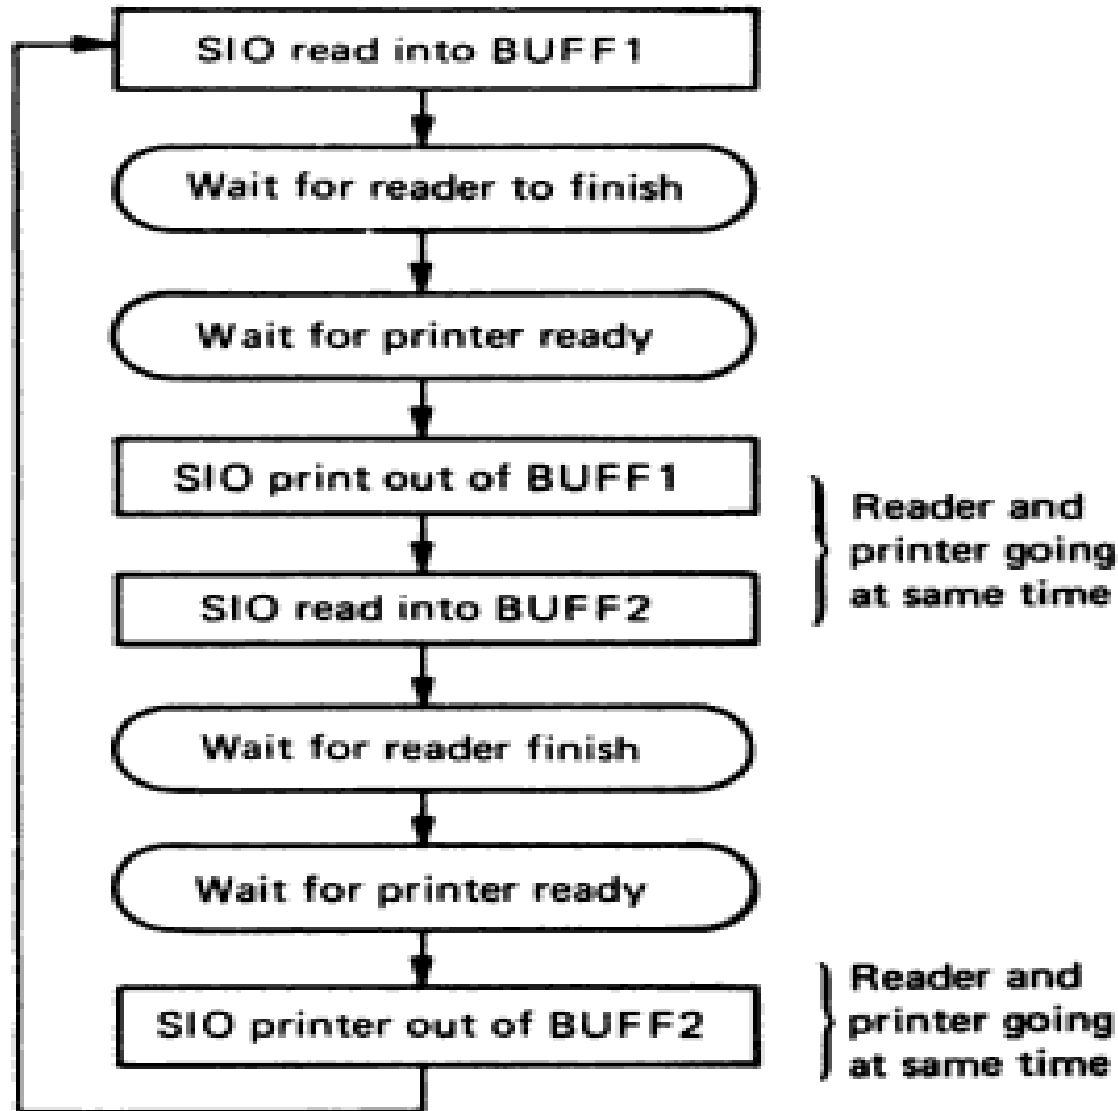 SIO read into BUFF1
Wait for reader to finish
Wait for printer ready
SIO print out of BUFF1
Reader and
printer going
at same time
SIO read into BUFF2
Wait for reader finish
Wait for printer ready
SIO printer out of BUFF2
Reader and
printer going
at same time